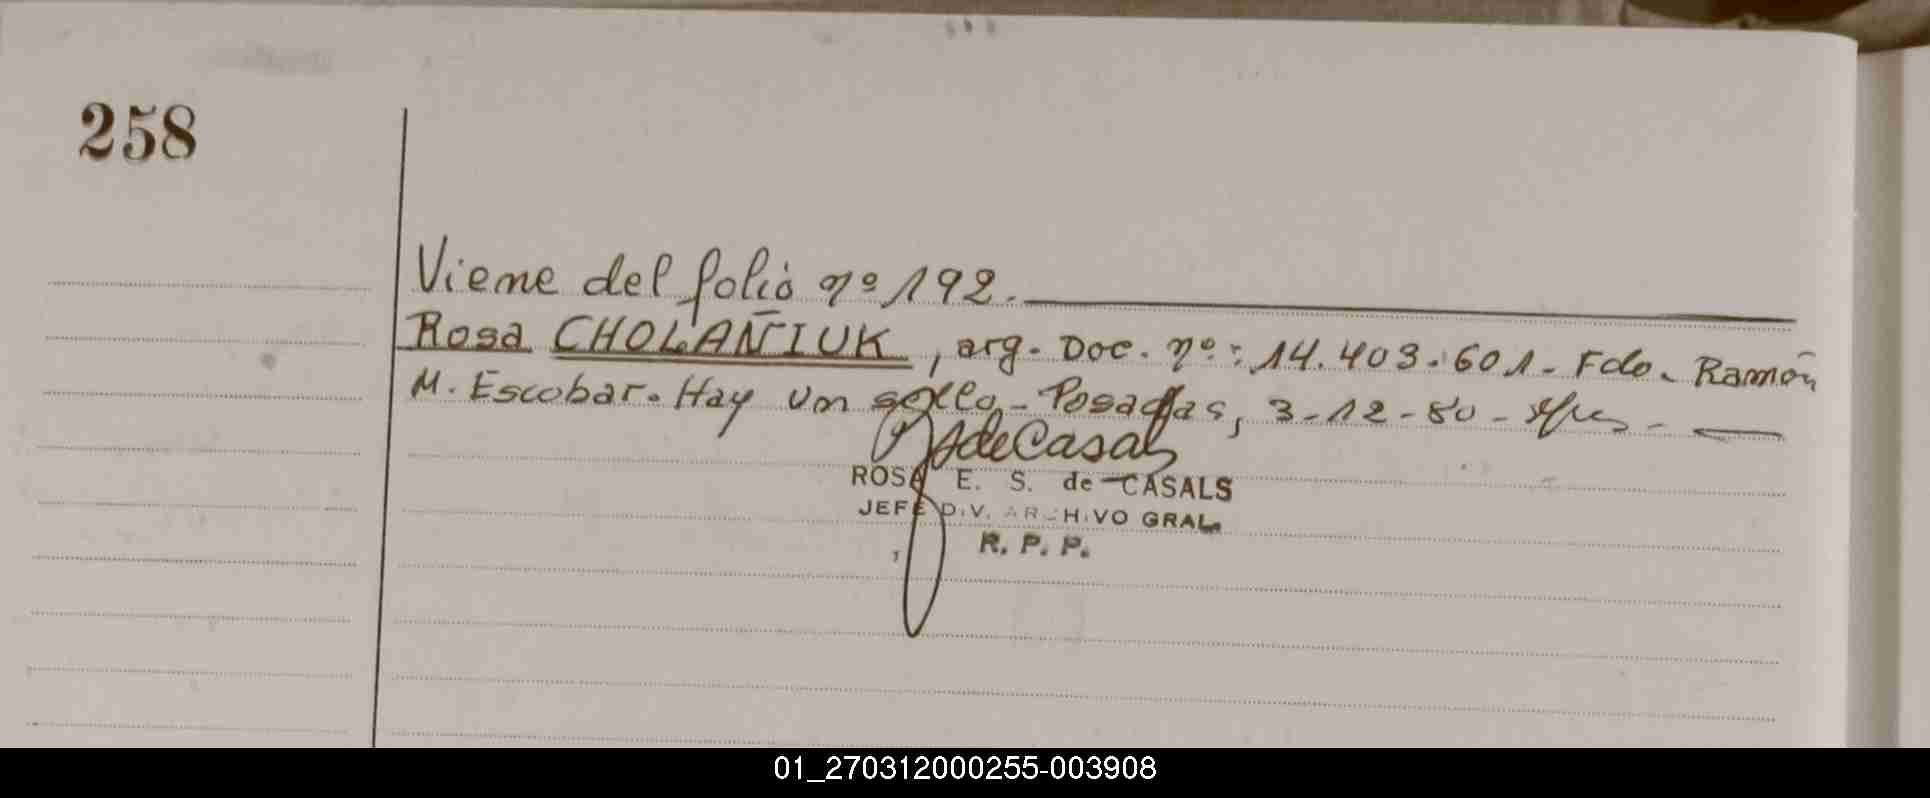 258
Viene del folio nº 192.
Rosa CHOLAÑIUK, arg. Doc. nº: 14.403.601. Fdo. Ramón
M. Escobar. Hay un sello. Posadas, 3-12-80-
ROSA E. S. de CASALS
JEFE DIV. ARCHIVO GRAL.
R. P. P.
01_270312000255-003908